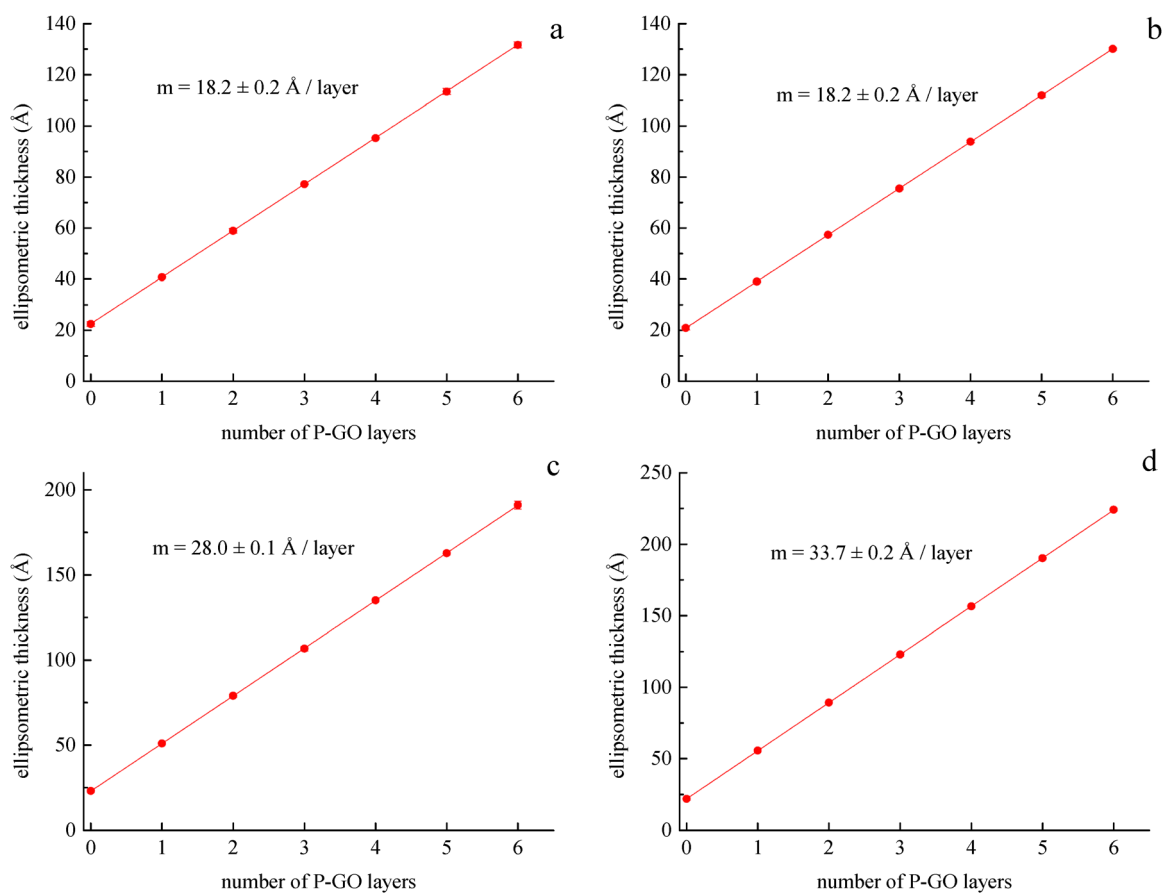 a
m = 18.2 ± 0.2 Å / layer
ellipsometric thickness (Å)
140
120
100
80
60
40
20
0
0 1 2 3 4 5 6
number of P-GO layers
b
m = 18.2 ± 0.2 Å / layer
ellipsometric thickness (Å)
140
120
100
80
60
40
20
0
0 1 2 3 4 5 6
number of P-GO layers
c
m = 28.0 ± 0.1 Å / layer
ellipsometric thickness (Å)
200
150
100
50
0
0 1 2 3 4 5 6
number of P-GO layers
d
m = 33.7 ± 0.2 Å / layer
ellipsometric thickness (Å)
250
200
150
100
50
0
0 1 2 3 4 5 6
number of P-GO layers